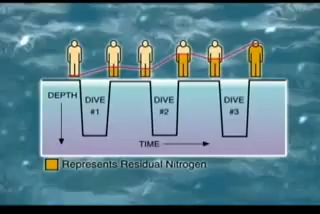 DEPTH
DIVE
#1
DIVE
#2
DIVE
#3
TIME
Represents Residual Nitrogen